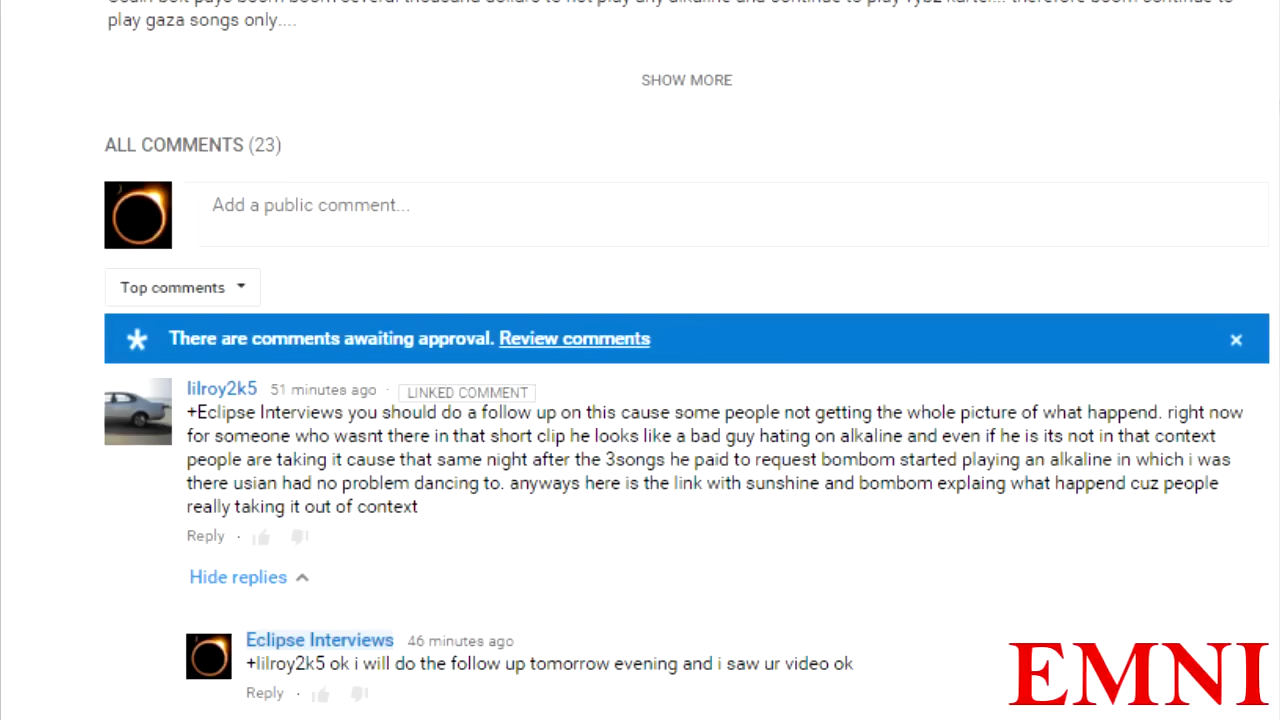 play gaza songs only....
SHOW MORE
ALL COMMENTS (23)
Add a public comment...
Top comments
There are comments awaiting approval. Review comments
lilroy2k5 51 minutes ago · LINKED COMMENT
+Eclipse Interviews you should do a follow up on this cause some people not getting the whole picture of what happend. right now
for someone who wasnt there in that short clip he looks like a bad guy hating on alkaline and even if he is its not in that context
people are taking it cause that same night after the 3songs he paid to request bombom started playing an alkaline in which i was
there usian had no problem dancing to. anyways here is the link with sunshine and bombom explaing what happend cuz people
really taking it out of context
Reply ·
Hide replies
Eclipse Interviews 46 minutes ago
+lilroy2k5 ok i will do the follow up tomorrow evening and i saw ur video ok
Reply ·
EMNI